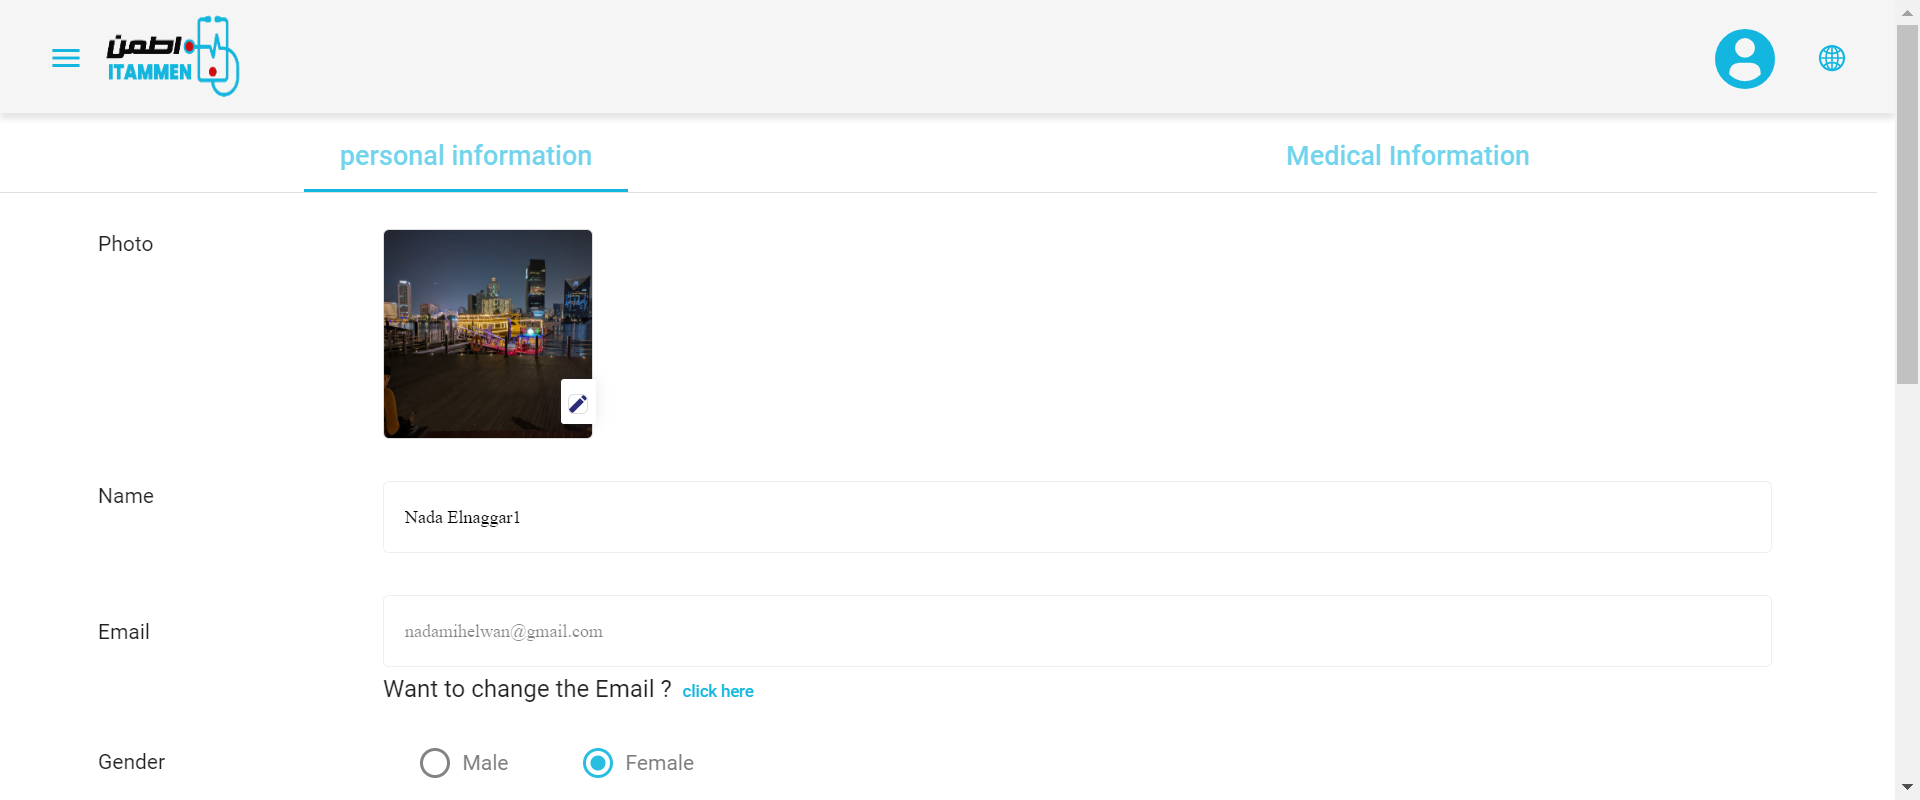 اطمن
ITAMMEN
personal information
Medical Information
Photo
Name
Nada Elnaggar1
Email
nadamihelwan@gmail.com
Want to change the Email ? click here
Gender
Male
Female